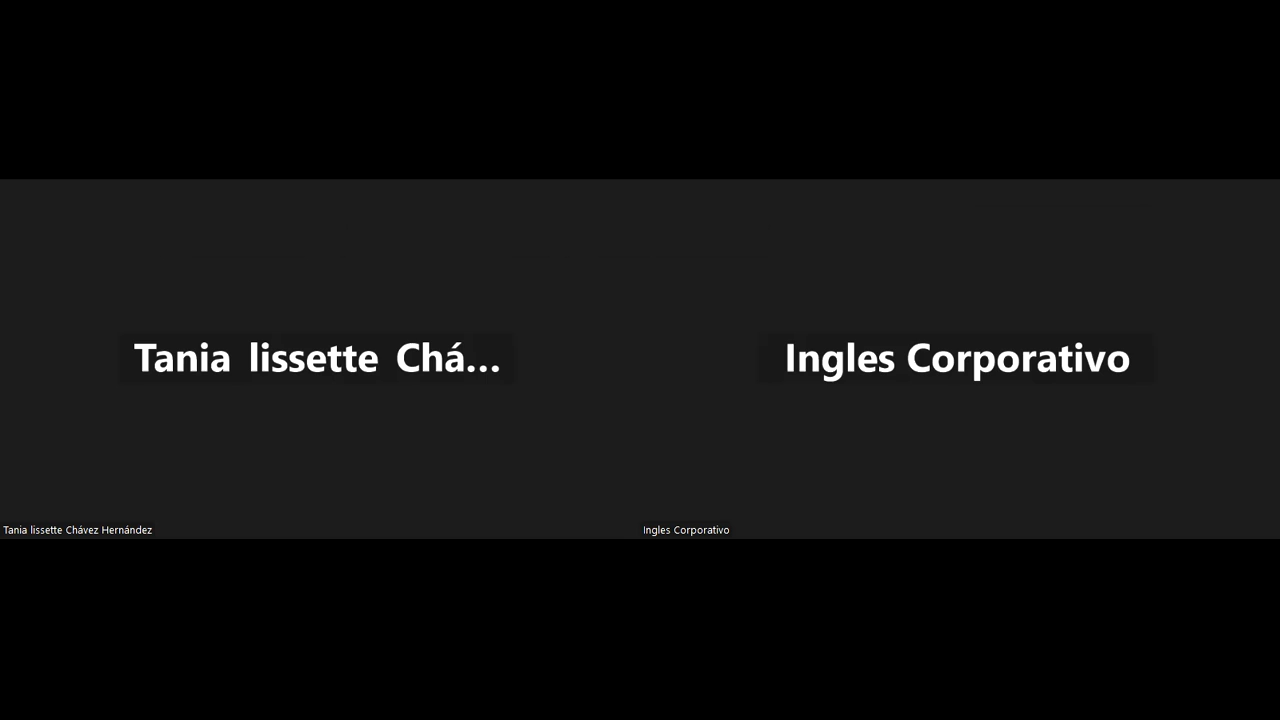 Tania lissette Chá...
Ingles Corporativo
Tania lissette Chávez Hernández
Ingles Corporativo